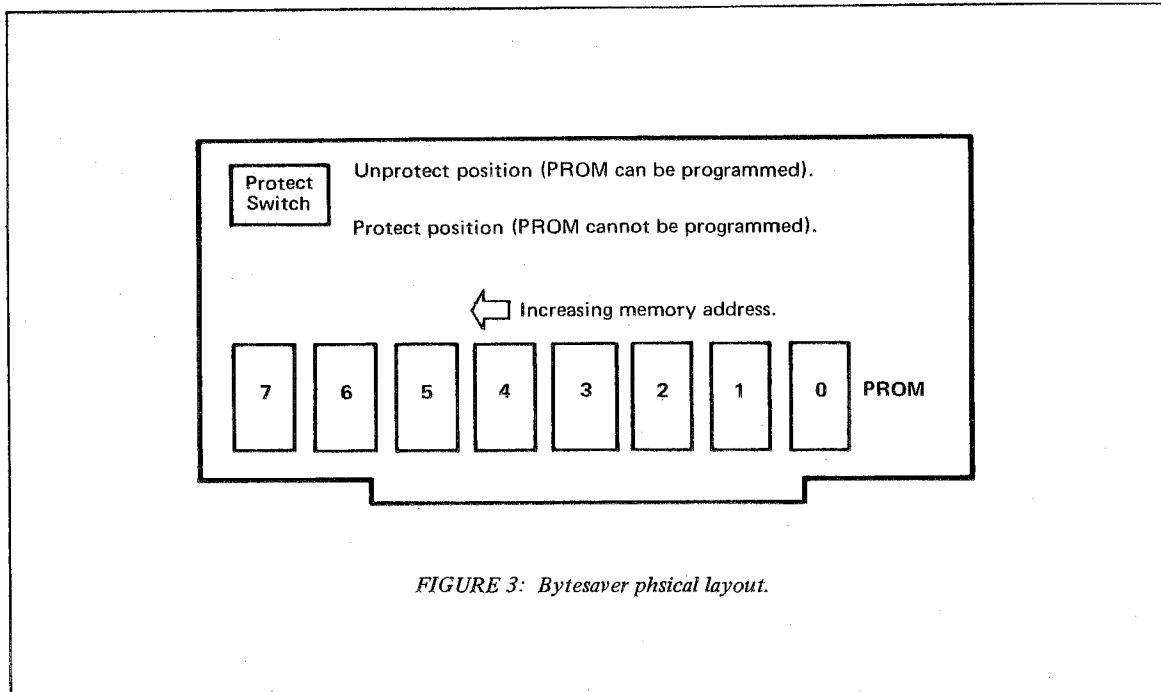 Protect
Switch
Unprotect position (PROM can be programmed).
Protect position (PROM cannot be programmed).
Increasing memory address.
7 6 5 4 3 2 1 0 PROM
FIGURE 3: Bytesaver phsical layout.